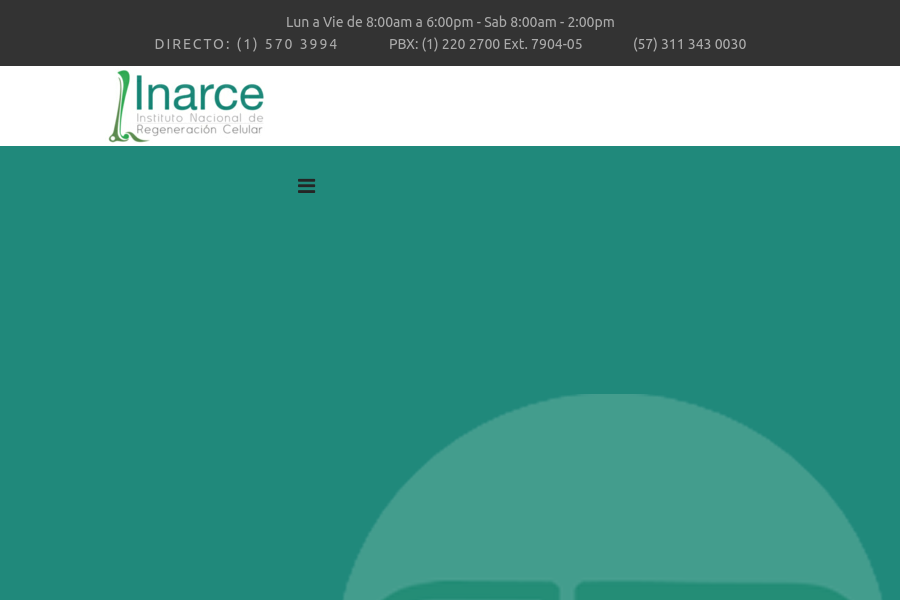 Lun a Vie de 8:00am a 6:00pm - Sab 8:00am - 2:00pm
DIRECTO: (1) 570 3994 PBX: (1) 220 2700 Ext. 7904-05 (57) 311 343 0030
Inarce
Instituto Nacional de
Regeneración Celular